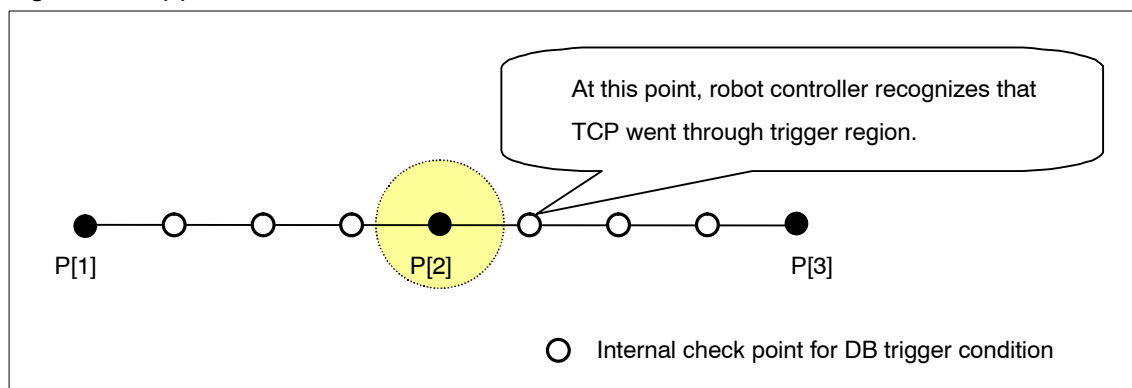 At this point, robot controller recognizes that
TCP went through trigger region.
P[1]
P[2]
P[3]
Internal check point for DB trigger condition